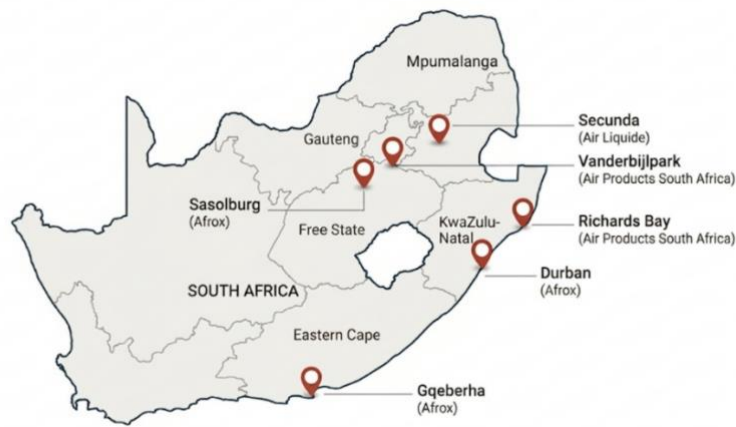 Mpumalanga
Secunda
(Air Liquide)
Gauteng
Vanderbijlpark
(Air Products South Africa)
Sasolburg
(Afrox)
Free State
KwaZulu-
Natal
Richards Bay
(Air Products South Africa)
Durban
(Afrox)
SOUTH AFRICA
Eastern Cape
Gqeberha
(Afrox)